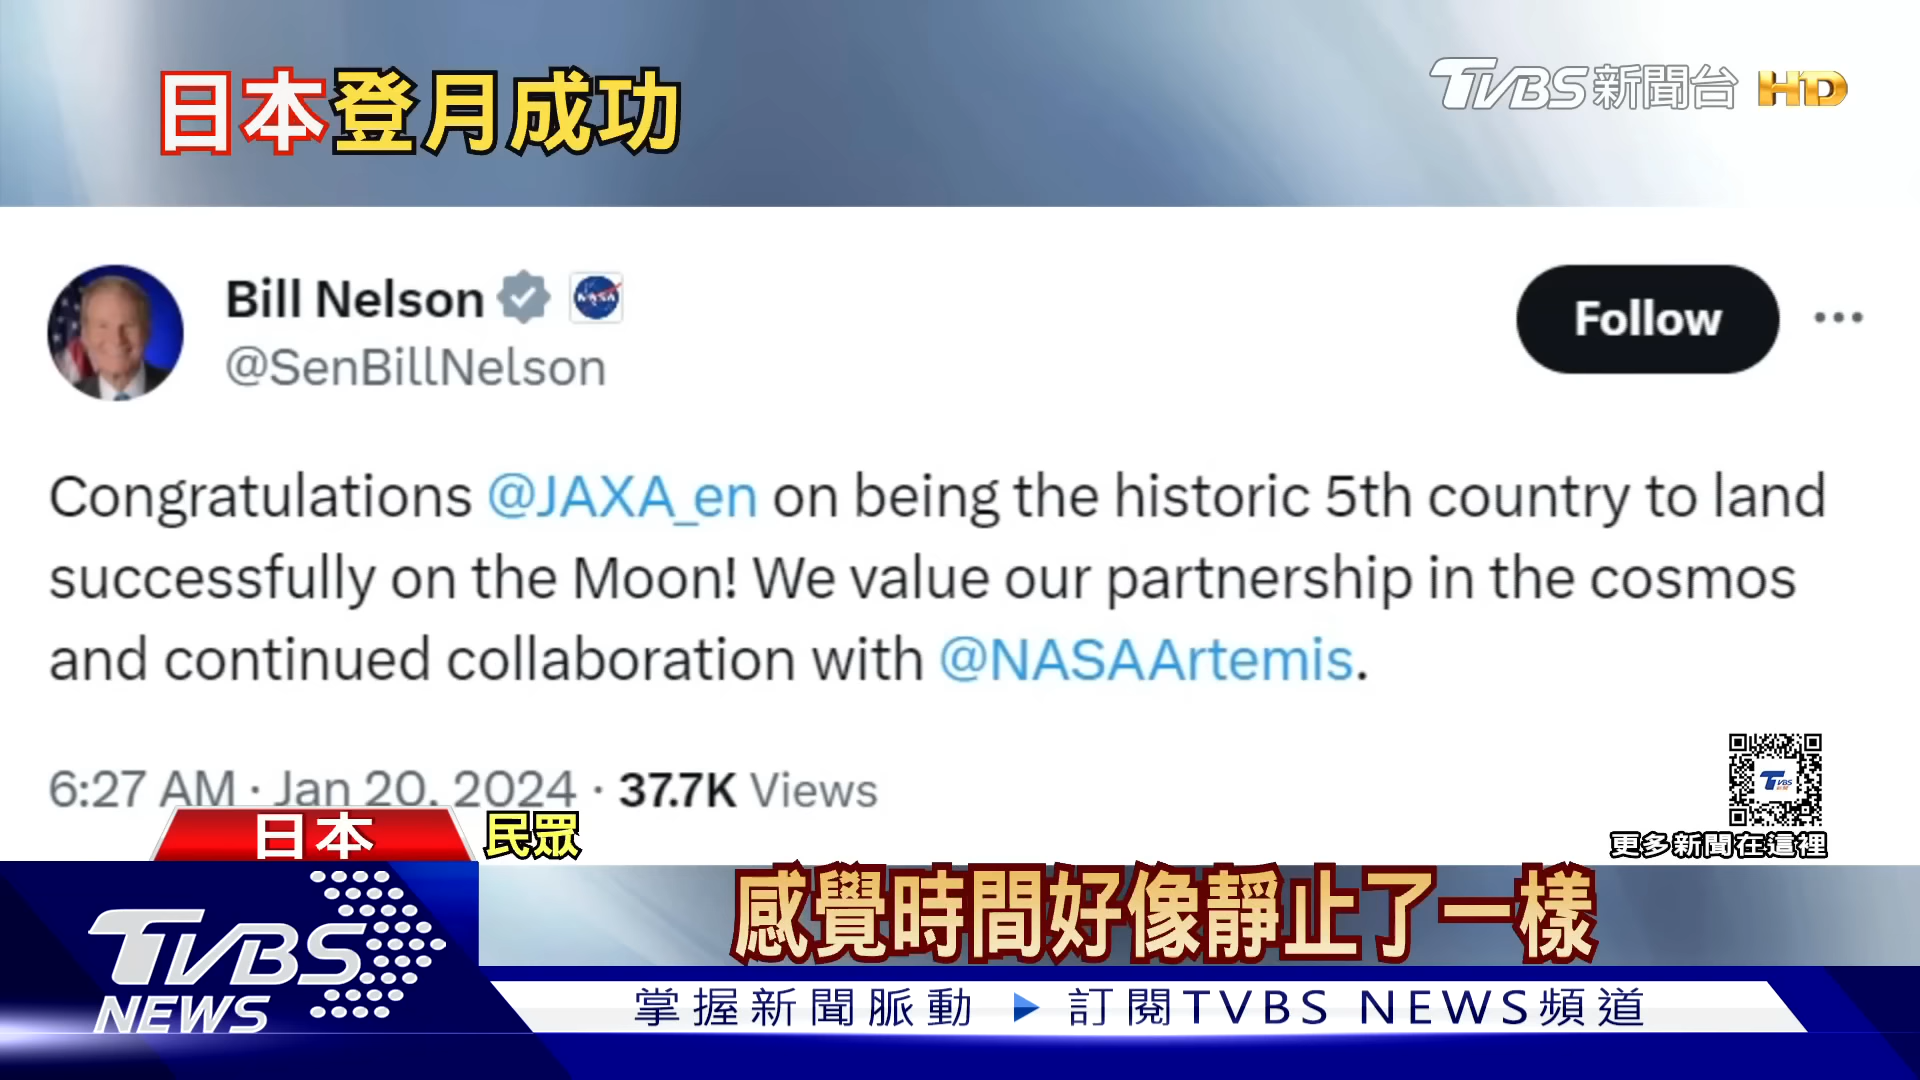 日本登月成功
TVBS新聞台 HD
Bill Nelson
NASA
@SenBillNelson
Follow
Congratulations @JAXA_en on being the historic 5th country to land
successfully on the Moon! We value our partnership in the cosmos
and continued collaboration with @NASAArtemis.
6:27 AM · Jan 20, 2024 · 37.7K Views
TVBS
更多新聞在這裡
日本
民眾
感覺時間好像靜止了一樣
TVBS
NEWS
掌握新聞脈動 ▶ 訂閱TVBS NEWS頻道